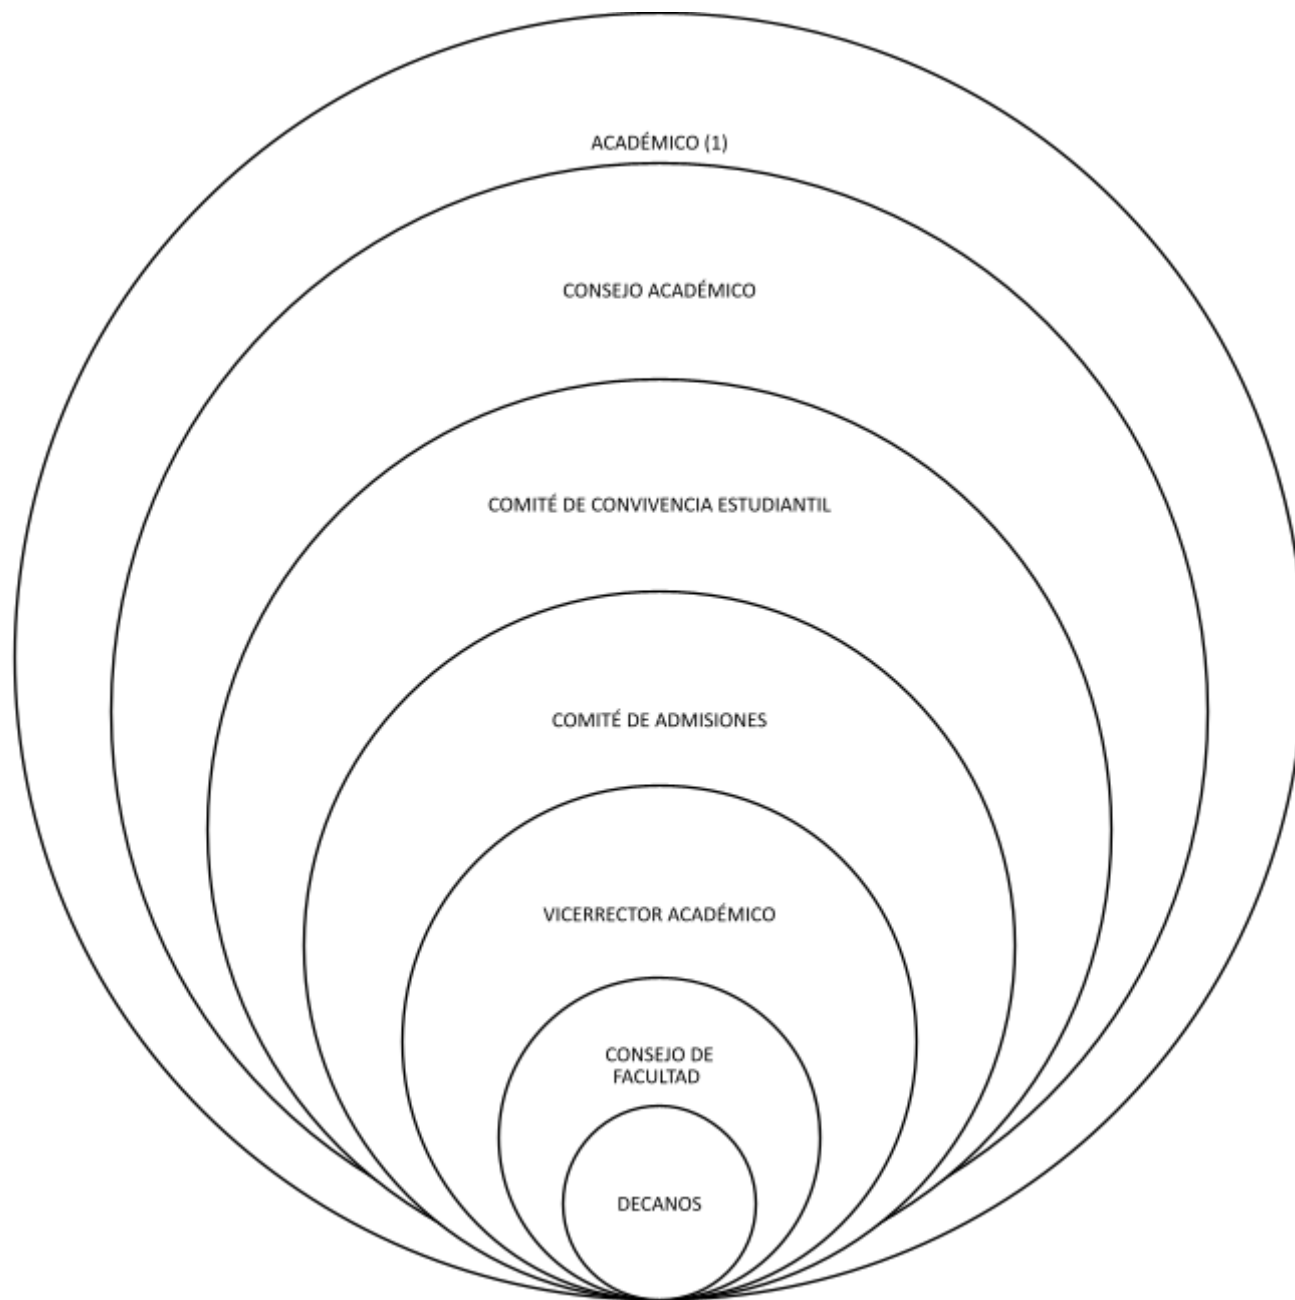 ACADÉMICO (1)
CONSEJO ACADÉMICO
COMITÉ DE CONVIVENCIA ESTUDIANTIL
COMITÉ DE ADMISIONES
VICERRECTOR ACADÉMICO
CONSEJO DE
FACULTAD
DECANOS